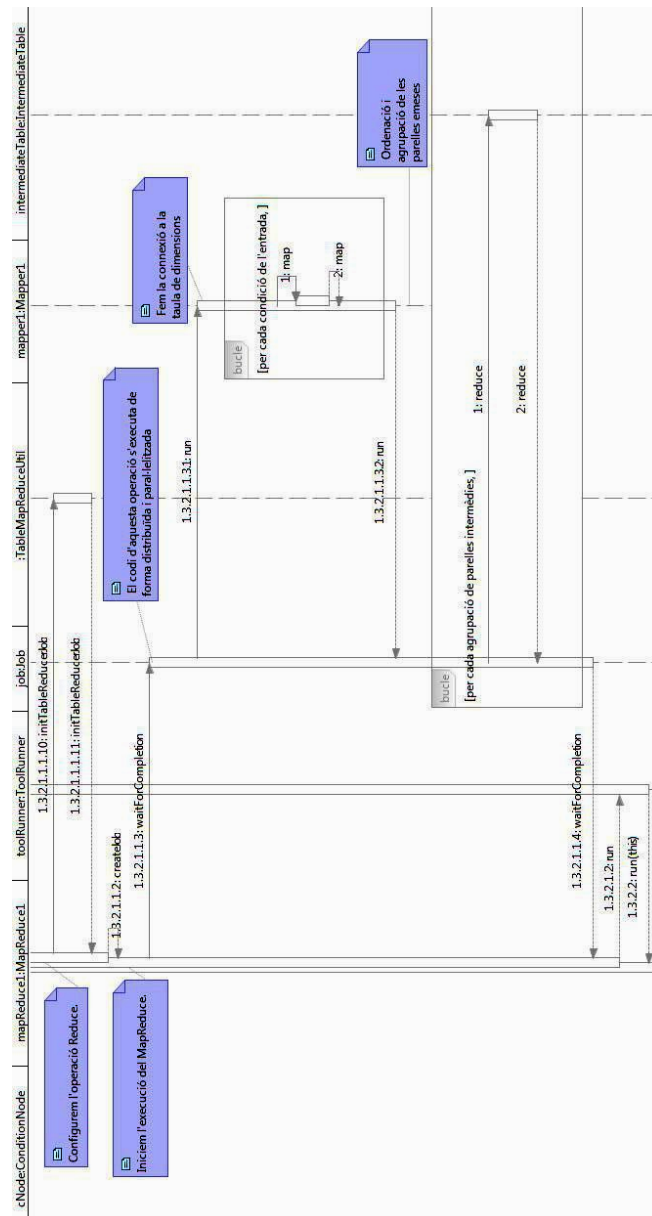 cNode:ConditionNode
mapReduce1:MapReduce1
toolRunner:ToolRunner
job:Job
:TableMapReduceUtil
mapper1:Mapper1
intermediateTable:IntermediateTable
Configurem l'operació Reduce.
1.3.2.1.1.1.10: initTableReducerJob
1.3.2.1.1.1.11: initTableReducerJob
1.3.2.1.1.2: createJob
Iniciem l'execució del MapReduce.
1.3.2.1.1.3: waitForCompletion
El codi d'aquesta operació s'executa de
forma distribuïda i paral·lelitzada
1.3.2.1.1.3.1: run
Fem la connexió a la
taula de dimensions
bucle
[per cada condició de l'entrada, ]
1: map
2: map
1.3.2.1.1.3.2: run
Ordenació i
agrupació de les
parelles emeses
bucle
[per cada agrupació de parelles intermèdies, ]
1: reduce
2: reduce
1.3.2.1.1.4: waitForCompletion
1.3.2.1.2: run
1.3.2.2: run(this)